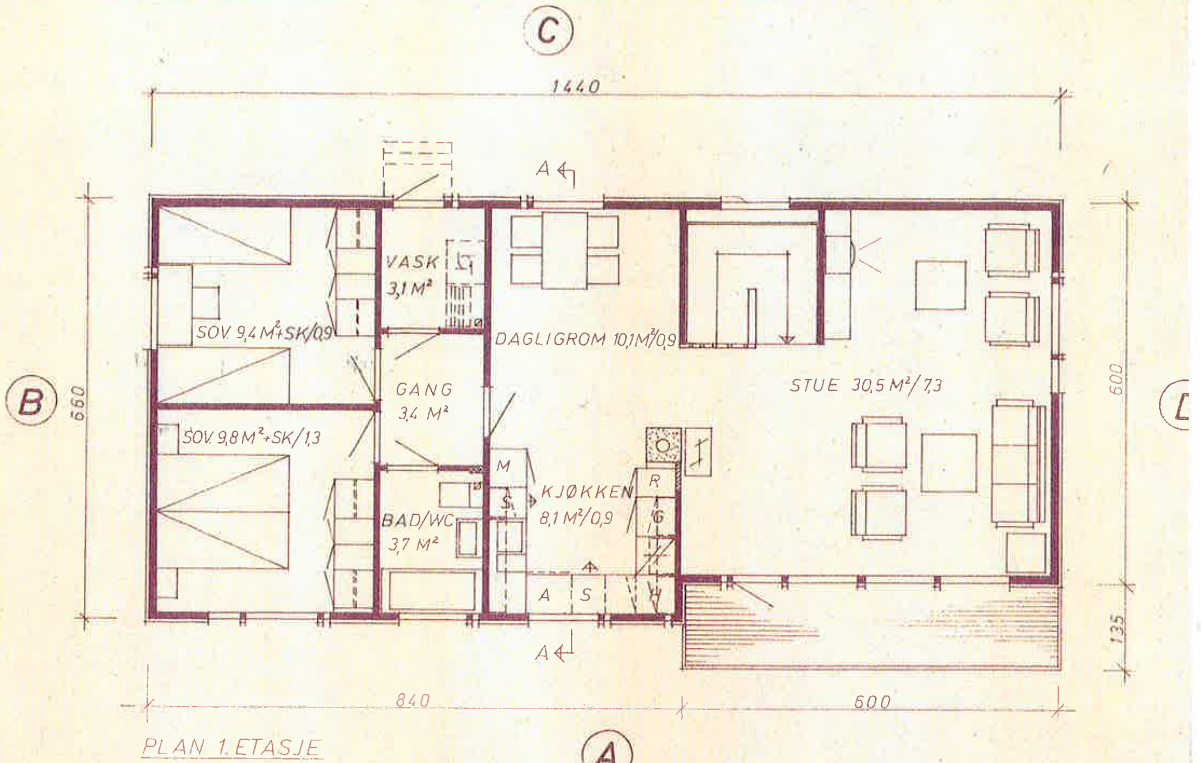 C
1440
A
VASK
3,1 M²
SOV. 9,4 M²+SK/0,9
DAGLIGROM 10,1M²/0,9
GANG
3,4 M²
STUE 30,5 M²/7,3
B
660
600
D
SOV. 9,8 M²+SK/1,3
M
S
KJØKKEN
8,1 M²/0,9
R
G
BAD/WC
3,7 M²
A
S
135
A
840
600
PLAN 1. ETASJE
A